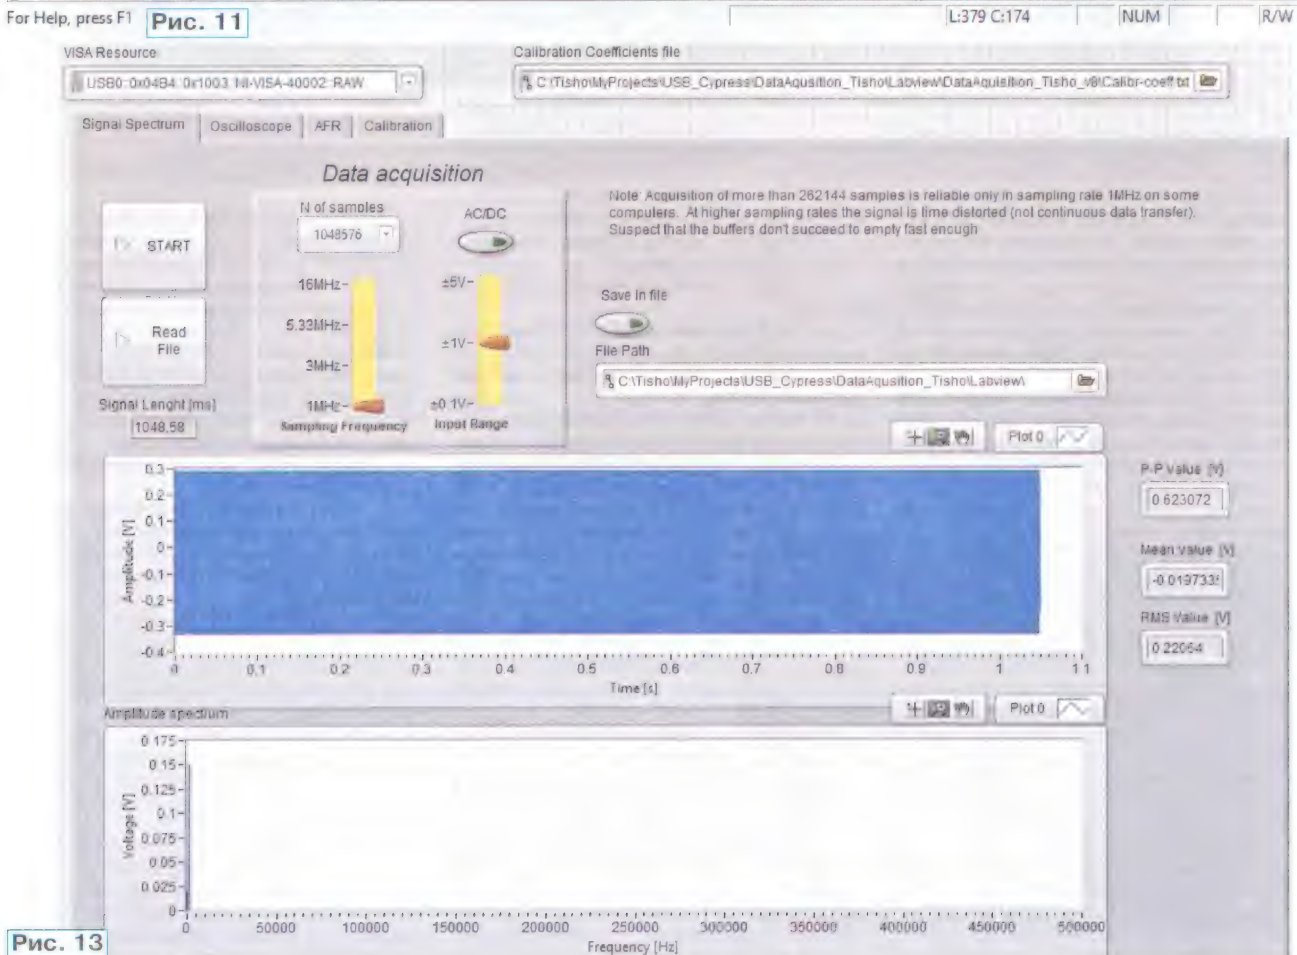 For Help, press F1
Рис. 11
L:379 C:174
NUM
R/W
VISA Resource
Calibration Coefficients file
USB0::0x04B4::0x1003::NI-VISA-40002::RAW
C:\Tisho\MyProjects\USB_Cypress\DataAqusition_Tisho\Labview\DataAquisition_Tisho_v8\Calibr-coeff.txt
Signal Spectrum
Oscilloscope
AFR
Calibration
Data acquisition
Note: Acquisition of more than 262144 samples is reliable only in sampling rate 1MHz on some
computers. At higher sampling rates the signal is time distorted (not continuous data transfer).
Suspect that the buffers don't succeed to empty fast enough
START
Read
File
Signal Lenght [ms]
1048,58
N of samples
1048576
AC/DC
16MHz
5.33MHz
3MHz
1MHz
Sampling Frequency
±5V
±1V
±0.1V
Input Range
Save in file
File Path
C:\Tisho\MyProjects\USB_Cypress\DataAqusition_Tisho\Labview\
Plot 0
0.3
0.2
0.1
0
-0.1
-0.2
-0.3
-0.4
Amplitude [V]
0
0.1
0.2
0.3
0.4
0.5
0.6
0.7
0.8
0.9
1
1.1
Time [s]
P-P value [V]
0.623072
Mean value [V]
-0.019733
RMS Value [V]
0.22064
Amplitude spectrum
Plot 0
0.175
0.15
0.125
0.1
0.075
0.05
0.025
0
Voltage [V]
0
50000
100000
150000
200000
250000
300000
350000
400000
450000
500000
Frequency [Hz]
Рис. 13